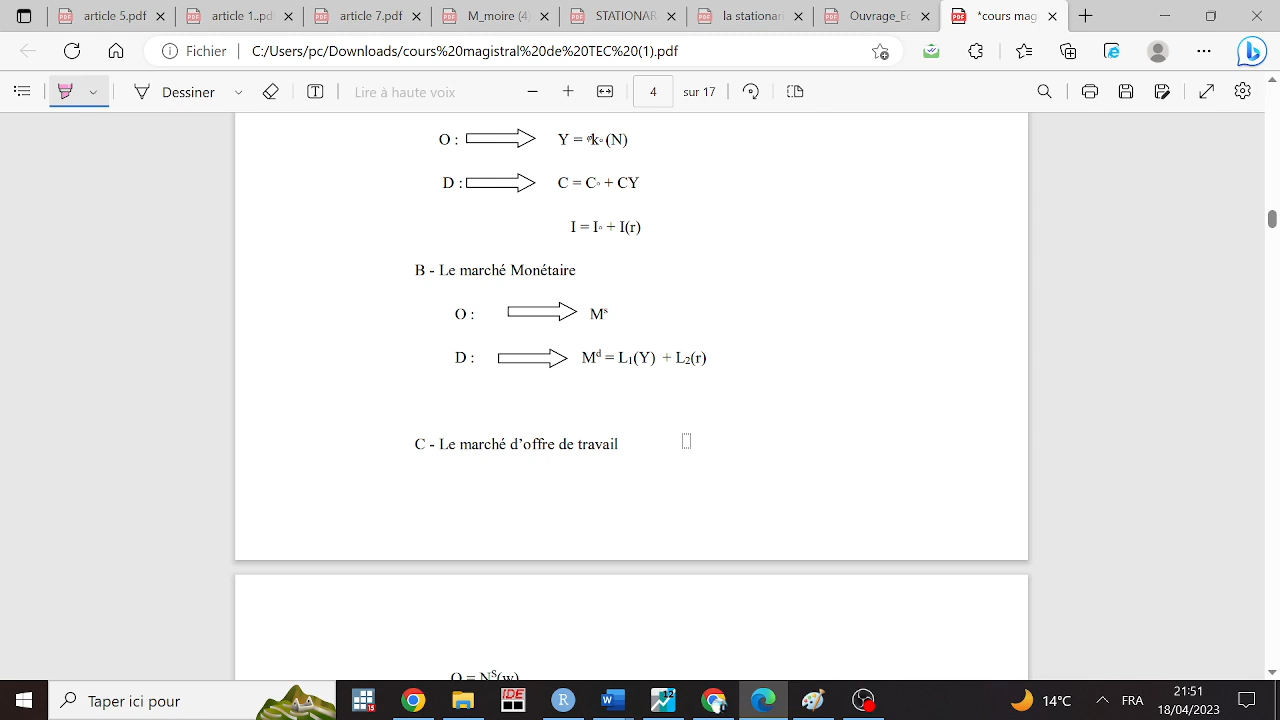 article 5.pdf article 1.pd article 7.pdf M_moire (4) STATIONAR la stationar Ouvrage_Ec *cours mag
Fichier C:/Users/pc/Downloads/cours%20magistral%20de%20TEC%20(1).pdf
Dessiner Lire à haute voix 4 sur 17
O : Y = φk₀ (N)
D : C = C₀ + CY
I = I₀ + I(r)
B - Le marché Monétaire
O : Mˢ
D : Mᵈ = L₁(Y) + L₂(r)
C - Le marché d’offre de travail
O = Nˢ(w)
Taper ici pour 14°C FRA 21:51
18/04/2023